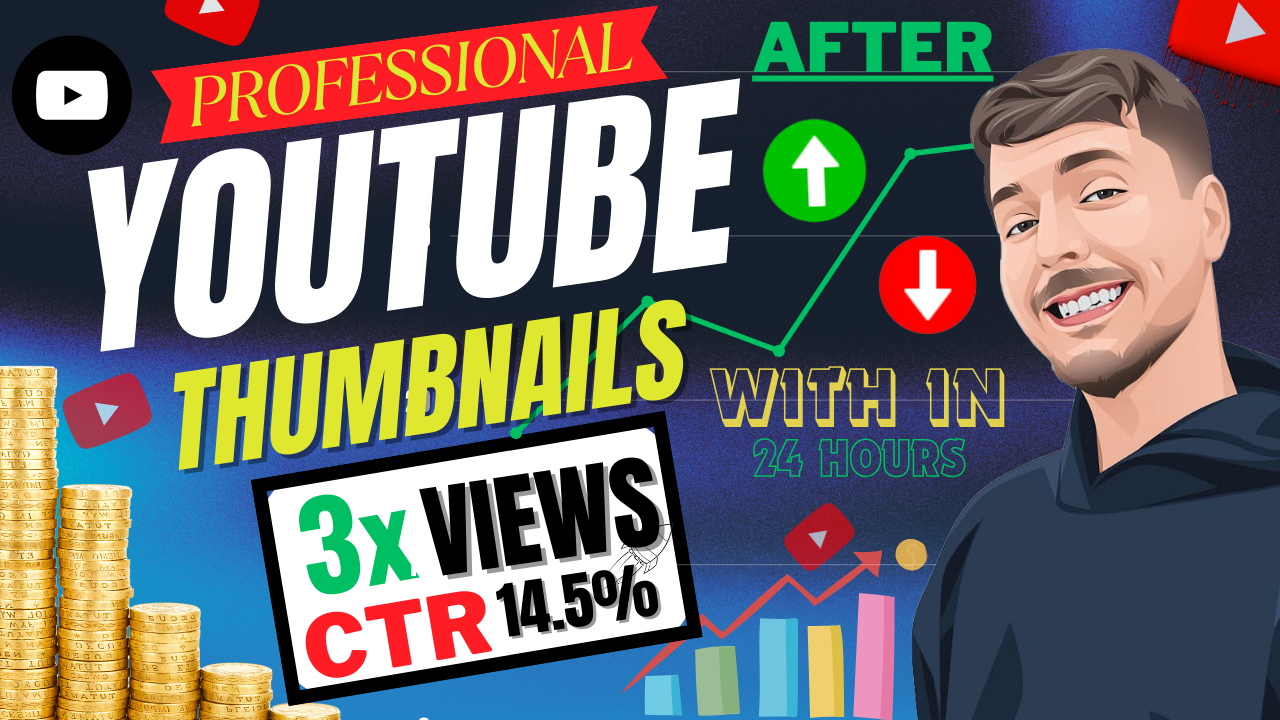 PROFESSIONAL
YOUTUBE
THUMBNAILS
3x VIEWS
CTR 14.5%
AFTER
WITH IN
24 HOURS